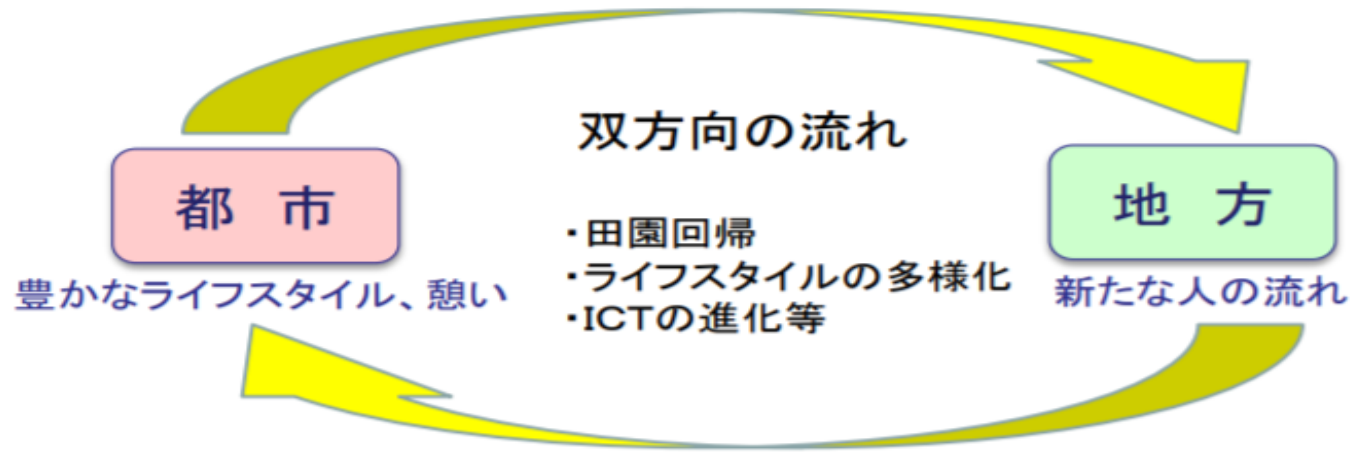 双方向の流れ
都 市
地 方
・田園回帰
・ライフスタイルの多様化
・ICTの進化等
豊かなライフスタイル、憩い
新たな人の流れ